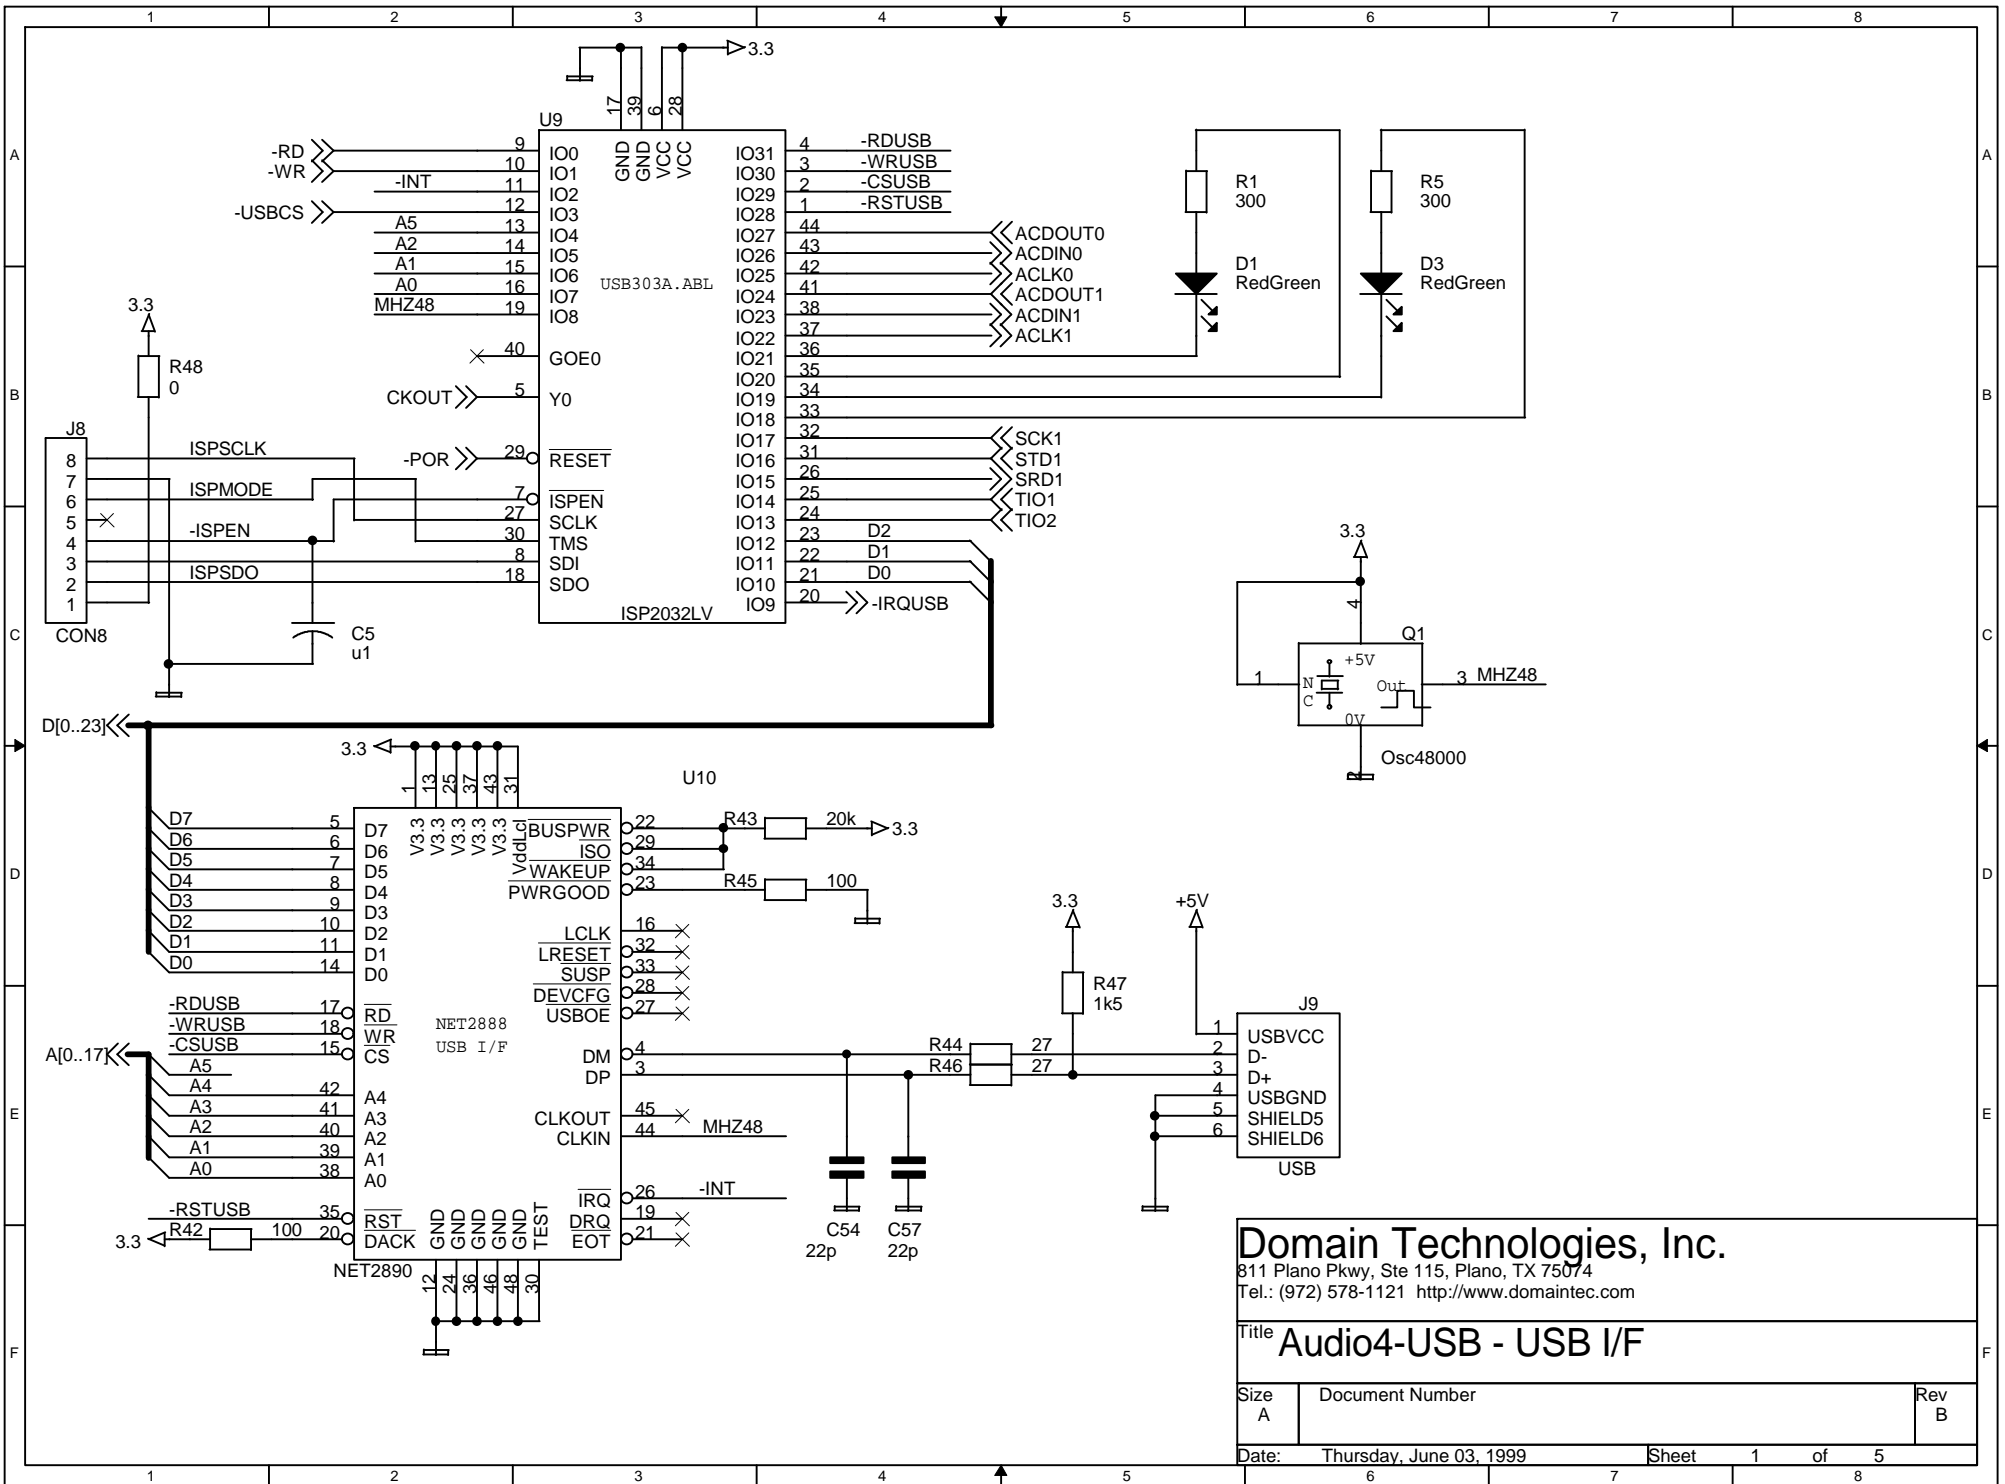 1 2 3 4 5 6 7 8
A
B
C
D
E
F
A
B
C
D
E
F
3.3
17 39 6 28
U9
GND GND VCC VCC
-RD 9 IO0
-WR 10 IO1
-INT 11 IO2
-USBCS 12 IO3
A5 13 IO4
A2 14 IO5
A1 15 IO6
A0 16 IO7
MHZ48 19 IO8
40 GOE0
CKOUT 5 Y0
-POR 29 RESET
7 ISPEN
27 SCLK
30 TMS
8 SDI
18 SDO
USB303A.ABL
ISP2032LV
IO31 4 -RDUSB
IO30 3 -WRUSB
IO29 2 -CSUSB
IO28 1 -RSTUSB
IO27 44 ACDOUT0
IO26 43 ACDIN0
IO25 42 ACLK0
IO24 41 ACDOUT1
IO23 38 ACDIN1
IO22 37 ACLK1
IO21 36
IO20 35
IO19 34
IO18 33
IO17 32 SCK1
IO16 31 STD1
IO15 26 SRD1
IO14 25 TIO1
IO13 24 TIO2
IO12 23 D2
IO11 22 D1
IO10 21 D0
IO9 20 -IRQUSB
R1
300
D1
RedGreen
R5
300
D3
RedGreen
3.3
R48
0
J8
8 ISPSCLK
7
6 ISPMODE
5
4 -ISPEN
3
2 ISPSDO
1
CON8
C5
u1
3.3
4
Q1
+5V
1 N
C
Out
0V
3 MHZ48
2
Osc48000
D[0..23]
3.3
1 13 25 37 43 31
U10
V3.3 V3.3 V3.3 V3.3 V3.3 VddLcl
D7 5 D7
D6 6 D6
D5 7 D5
D4 8 D4
D3 9 D3
D2 10 D2
D1 11 D1
D0 14 D0
-RDUSB 17 RD
-WRUSB 18 WR
-CSUSB 15 CS
A[0..17]
A5
A4 42 A4
A3 41 A3
A2 40 A2
A1 39 A1
A0 38 A0
-RSTUSB 35 RST
3.3 R42 100 20 DACK
NET2888
USB I/F
NET2890
GND GND GND GND GND TEST
12 24 36 46 48 30
BUSPWR 22 R43 20k 3.3
ISO 29
WAKEUP 34
PWRGOOD 23 R45 100
LCLK 16
LRESET 32
SUSP 33
DEVCFG 28
USBOE 27
DM 4 R44 27
DP 3 R46 27
CLKOUT 45
CLKIN 44 MHZ48
IRQ 26 -INT
DRQ 19
EOT 21
C54
22p
C57
22p
3.3
R47
1k5
+5V
J9
1 USBVCC
2 D-
3 D+
4 USBGND
5 SHIELD5
6 SHIELD6
USB
Domain Technologies, Inc.
811 Plano Pkwy, Ste 115, Plano, TX 75074
Tel.: (972) 578-1121 http://www.domaintec.com
Title Audio4-USB - USB I/F
Size Document Number Rev
A B
Date: Thursday, June 03, 1999 Sheet 1 of 5
1 2 3 4 5 6 7 8